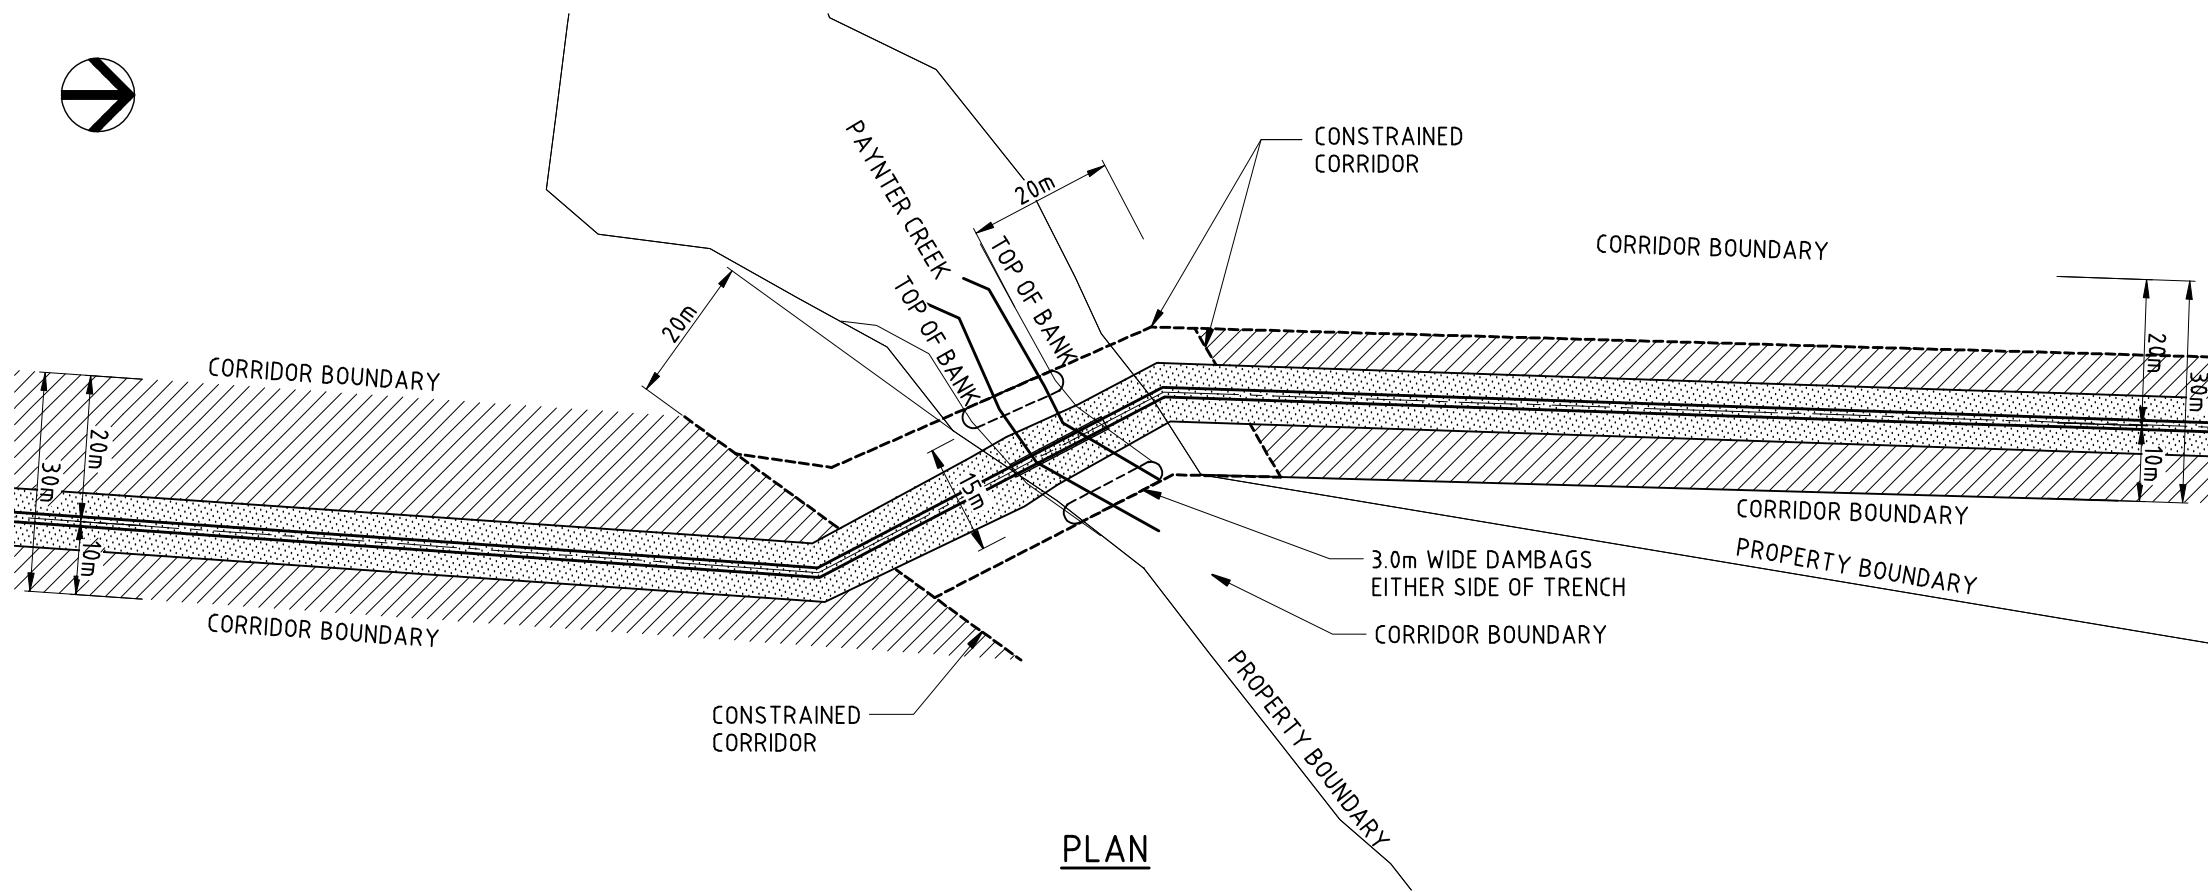 CONSTRAINED
CORRIDOR
PAYNTER CREEK
20m
TOP OF BANK
TOP OF BANK
CORRIDOR BOUNDARY
20m
CORRIDOR BOUNDARY
20m
30m
20m
30m
10m
15m
10m
CORRIDOR BOUNDARY
PROPERTY BOUNDARY
3.0m WIDE DAMBAGS
EITHER SIDE OF TRENCH
CORRIDOR BOUNDARY
CORRIDOR BOUNDARY
CONSTRAINED
CORRIDOR
PROPERTY BOUNDARY
PLAN